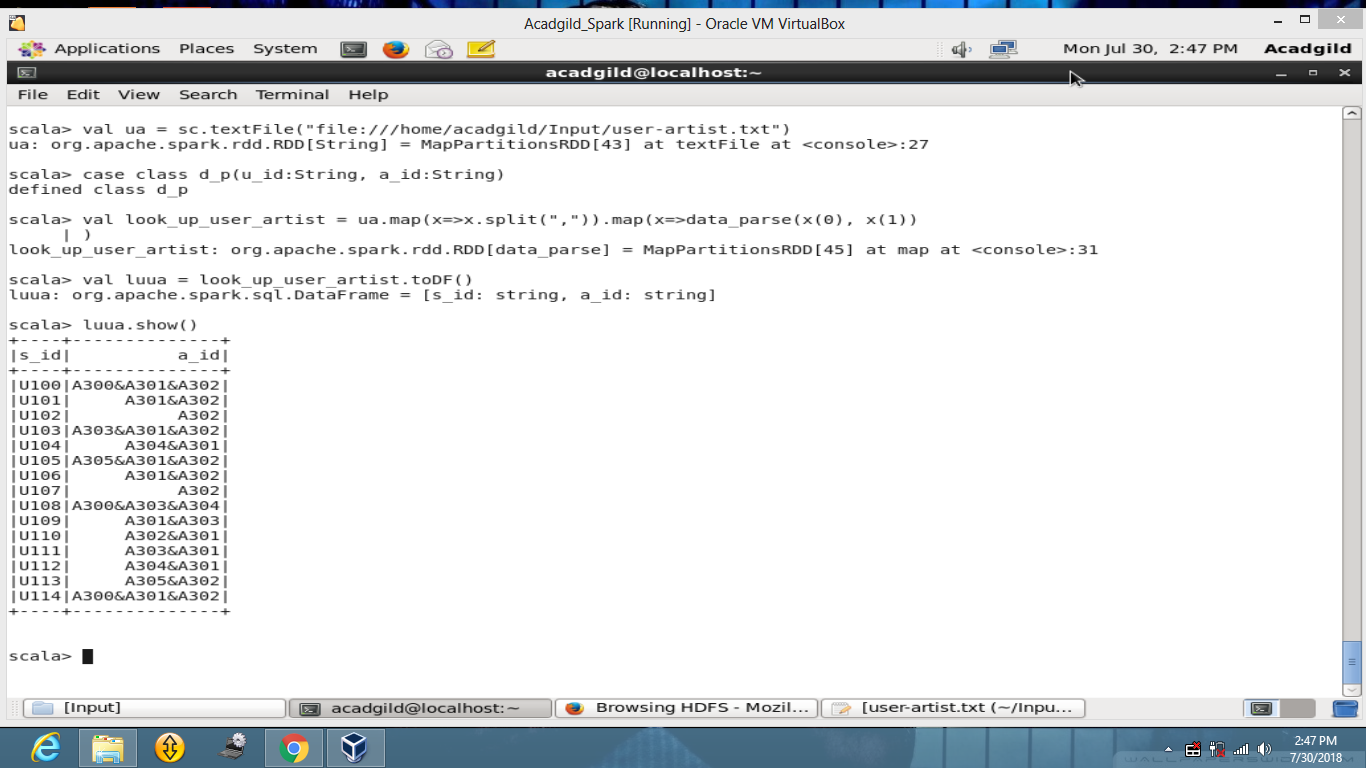 Acadgild_Spark [Running] - Oracle VM VirtualBox
Applications Places System Mon Jul 30, 2:47 PM Acadgild
acadgild@localhost:~
File Edit View Search Terminal Help
scala> val ua = sc.textFile("file:///home/acadgild/Input/user-artist.txt")
ua: org.apache.spark.rdd.RDD[String] = MapPartitionsRDD[43] at textFile at <console>:27
scala> case class d_p(u_id:String, a_id:String)
defined class d_p
scala> val look_up_user_artist = ua.map(x=>x.split(",")).map(x=>data_parse(x(0), x(1))
| )
look_up_user_artist: org.apache.spark.rdd.RDD[data_parse] = MapPartitionsRDD[45] at map at <console>:31
scala> val luua = look_up_user_artist.toDF()
luua: org.apache.spark.sql.DataFrame = [s_id: string, a_id: string]
scala> luua.show()
+----+--------------+
|s_id|          a_id|
+----+--------------+
|U100|A300&A301&A302|
|U101|     A301&A302|
|U102|          A302|
|U103|A303&A301&A302|
|U104|     A304&A301|
|U105|A305&A301&A302|
|U106|     A301&A302|
|U107|          A302|
|U108|A300&A303&A304|
|U109|     A301&A303|
|U110|     A302&A301|
|U111|     A303&A301|
|U112|     A304&A301|
|U113|     A305&A302|
|U114|A300&A301&A302|
+----+--------------+
scala>
[Input] acadgild@localhost:~ Browsing HDFS - Mozil... [user-artist.txt (~/Inpu...
2:47 PM
7/30/2018